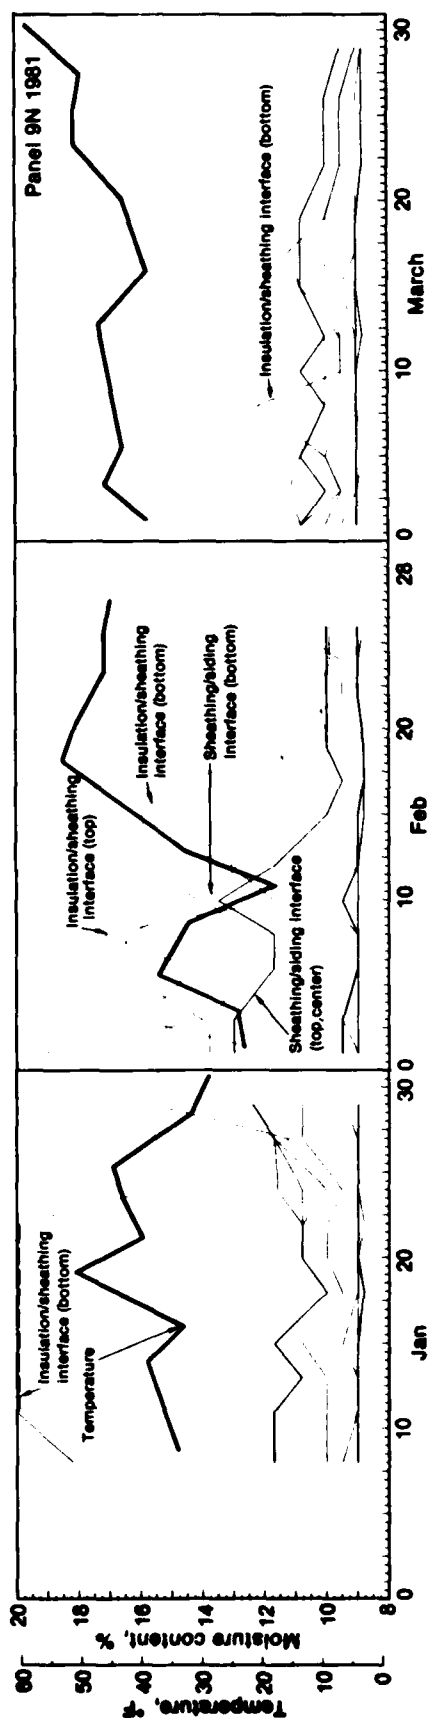 Panel 9N 1981
Insulation/sheathing
interface (bottom)
Temperature
Insulation/sheathing
interface (top)
Insulation/sheathing
interface (bottom)
Sheathing/siding
interface (bottom)
Sheathing/siding interface
(top,center)
Insulation/sheathing interface (bottom)
Temperature, °F
60
50
40
30
20
10
0
Moisture content, %
20
18
16
14
12
10
8
0
10
20
30
Jan
0
10
20
28
Feb
0
10
20
30
March